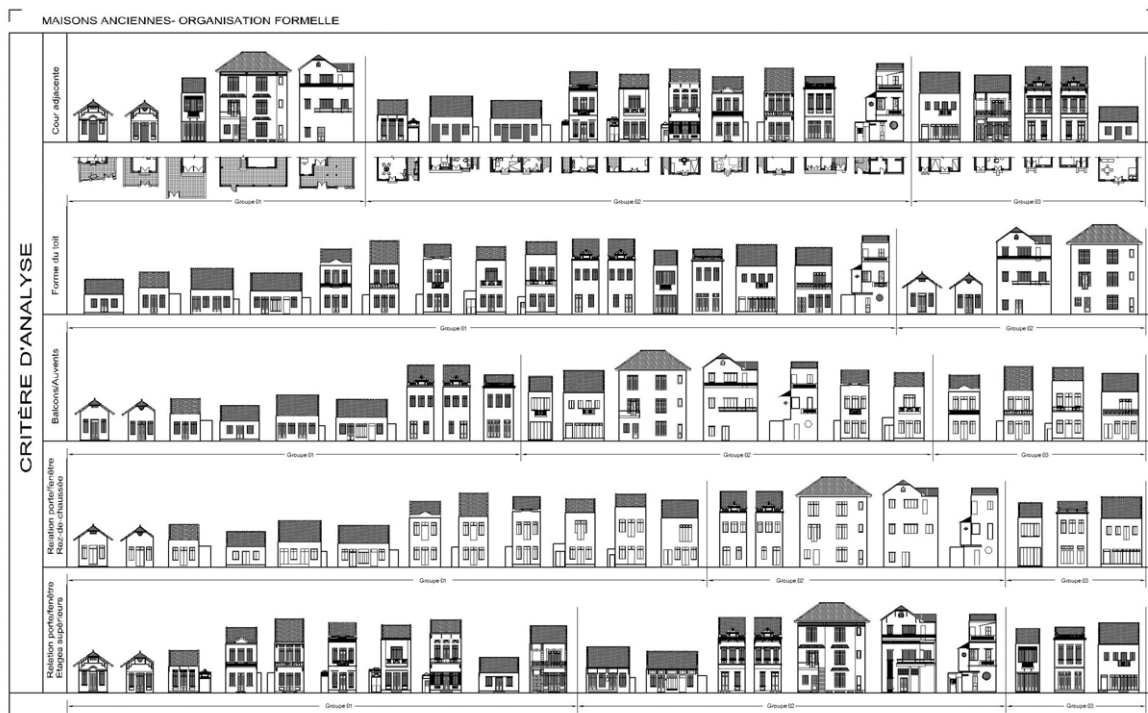 MAISONS ANCIENNES- ORGANISATION FORMELLE
CRITÈRE D'ANALYSE
Cour adjacente
Groupe 01
Groupe 02
Groupe 03
Forme du toit
Groupe 01
Groupe 02
Balcons/Auvents
Groupe 01
Groupe 02
Groupe 03
Relation porte/fenêtre
Rez-de-chaussée
Groupe 01
Groupe 02
Groupe 03
Relation porte/fenêtre
Etages supérieurs
Groupe 01
Groupe 02
Groupe 03